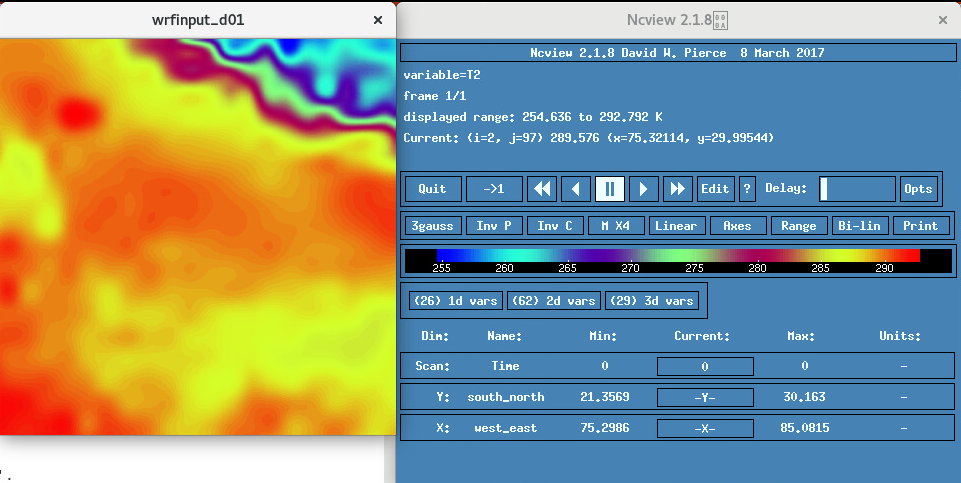 wrfinput_d01 ×
Ncview 2.1.8 ×
Ncview 2.1.8 David W. Pierce 8 March 2017
variable=T2
frame 1/1
displayed range: 254.636 to 292.792 K
Current: (i=2, j=97) 289.576 (x=75.32114, y=29.99544)
Quit ->1 Edit ? Delay: Opts
3gauss Inv P Inv C M X4 Linear Axes Range Bi-lin Print
255 260 265 270 275 280 285 290
(26) 1d vars (62) 2d vars (29) 3d vars
Dim: Name: Min: Current: Max: Units:
Scan: Time 0 0 0 -
Y: south_north 21.3569 -Y- 30.163 -
X: west_east 75.2986 -X- 85.0815 -